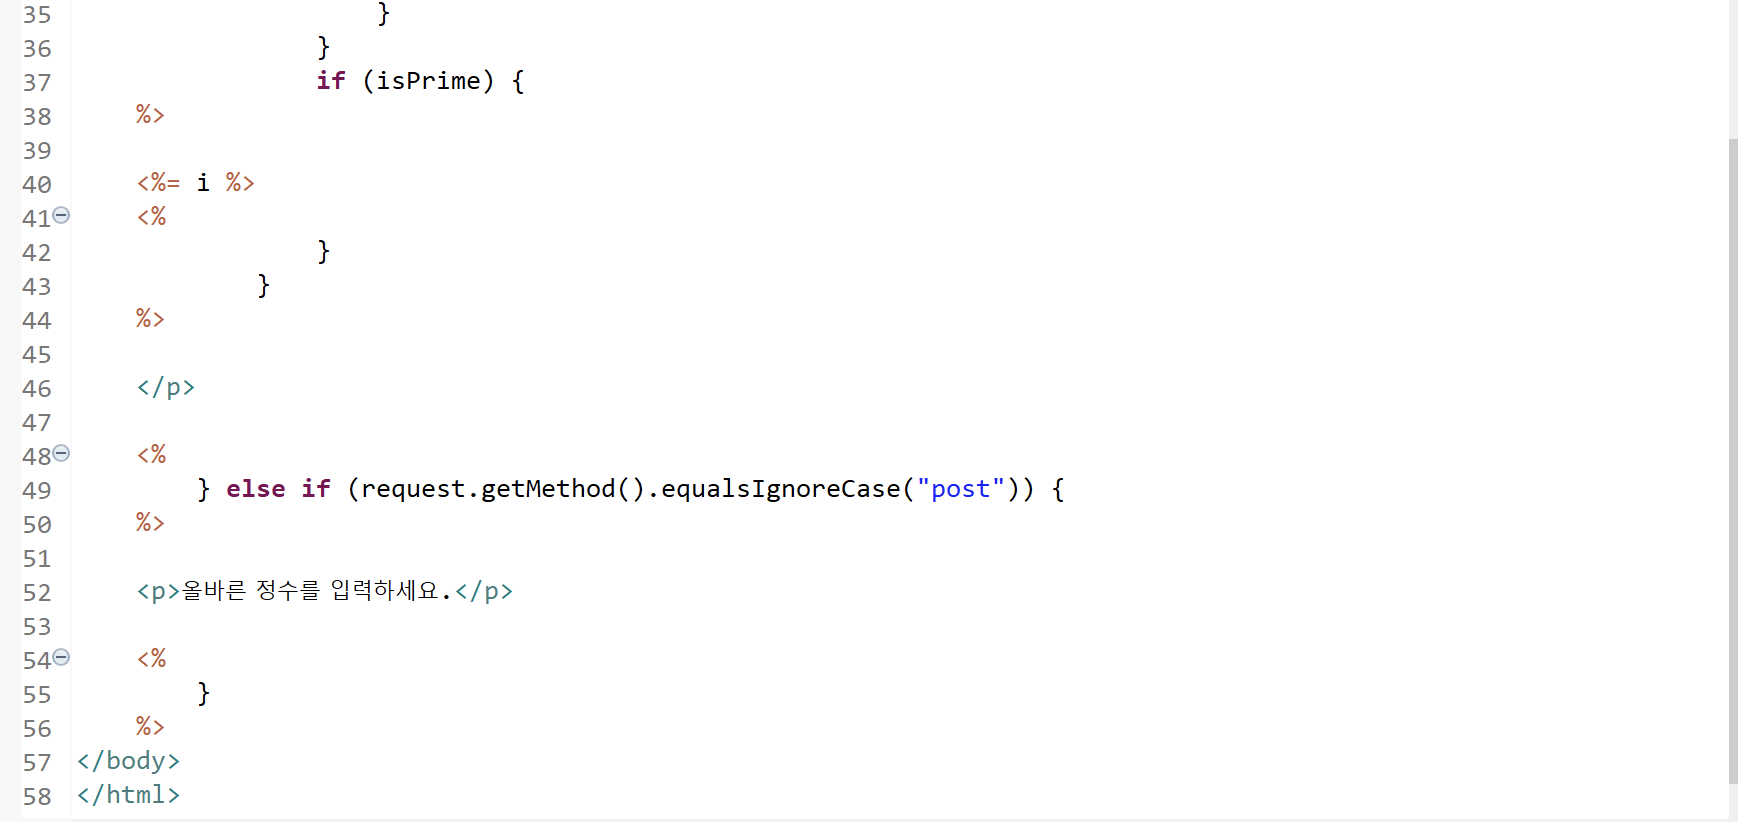 35 }
36 }
37 if (isPrime) {
38 %>
39
40 <%= i %>
41 <%
42 }
43 }
44 %>
45
46 </p>
47
48 <%
49 } else if (request.getMethod().equalsIgnoreCase("post")) {
50 %>
51
52 <p>올바른 정수를 입력하세요.</p>
53
54 <%
55 }
56 %>
57 </body>
58 </html>